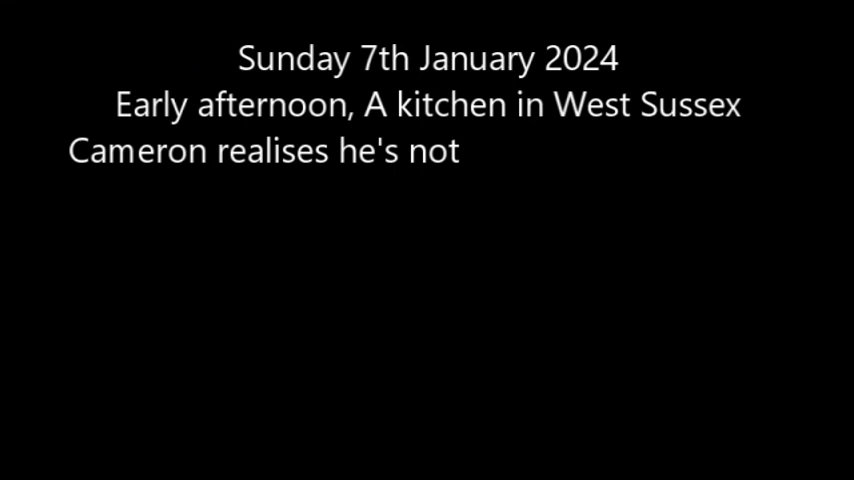 Sunday 7th January 2024
Early afternoon, A kitchen in West Sussex
Cameron realises he's not